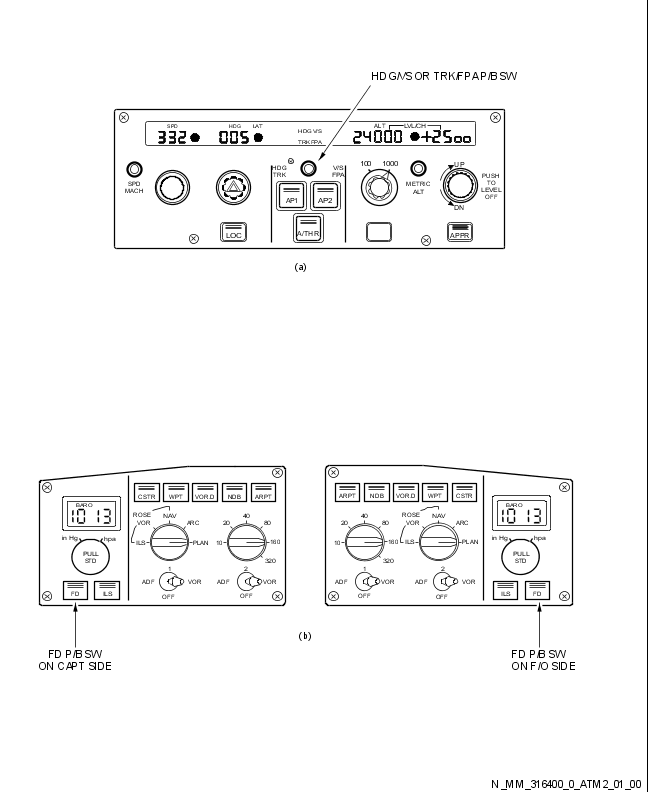 HDG/VS OR TRK/FPA P/BSW
SPD HDG LAT HDG V/S ALT LVL/CH
332 005 TRK FPA 24000 +2500
SPD
MACH
HDG
TRK
V/S
FPA
100 1000
METRIC
ALT
UP
DN
PUSH
TO
LEVEL
OFF
AP1 AP2
LOC A/THR APPR
(a)
BARO
1013
in Hg hpa
PULL
STD
FD ILS
CSTR WPT VOR.D NDB ARPT
ROSE NAV
VOR ARC
ILS PLAN
40
20 80
10 160
320
1 2
ADF VOR ADF VOR
OFF OFF
ARPT NDB VOR.D WPT CSTR
40
20 80
10 160
320
ROSE NAV
VOR ARC
ILS PLAN
1 2
ADF VOR ADF VOR
OFF OFF
BARO
1013
in Hg hpa
PULL
STD
ILS FD
(b)
FD P/BSW
ON CAPT SIDE
FD P/BSW
ON F/O SIDE
N_MM_316400_0_ATM2_01_00